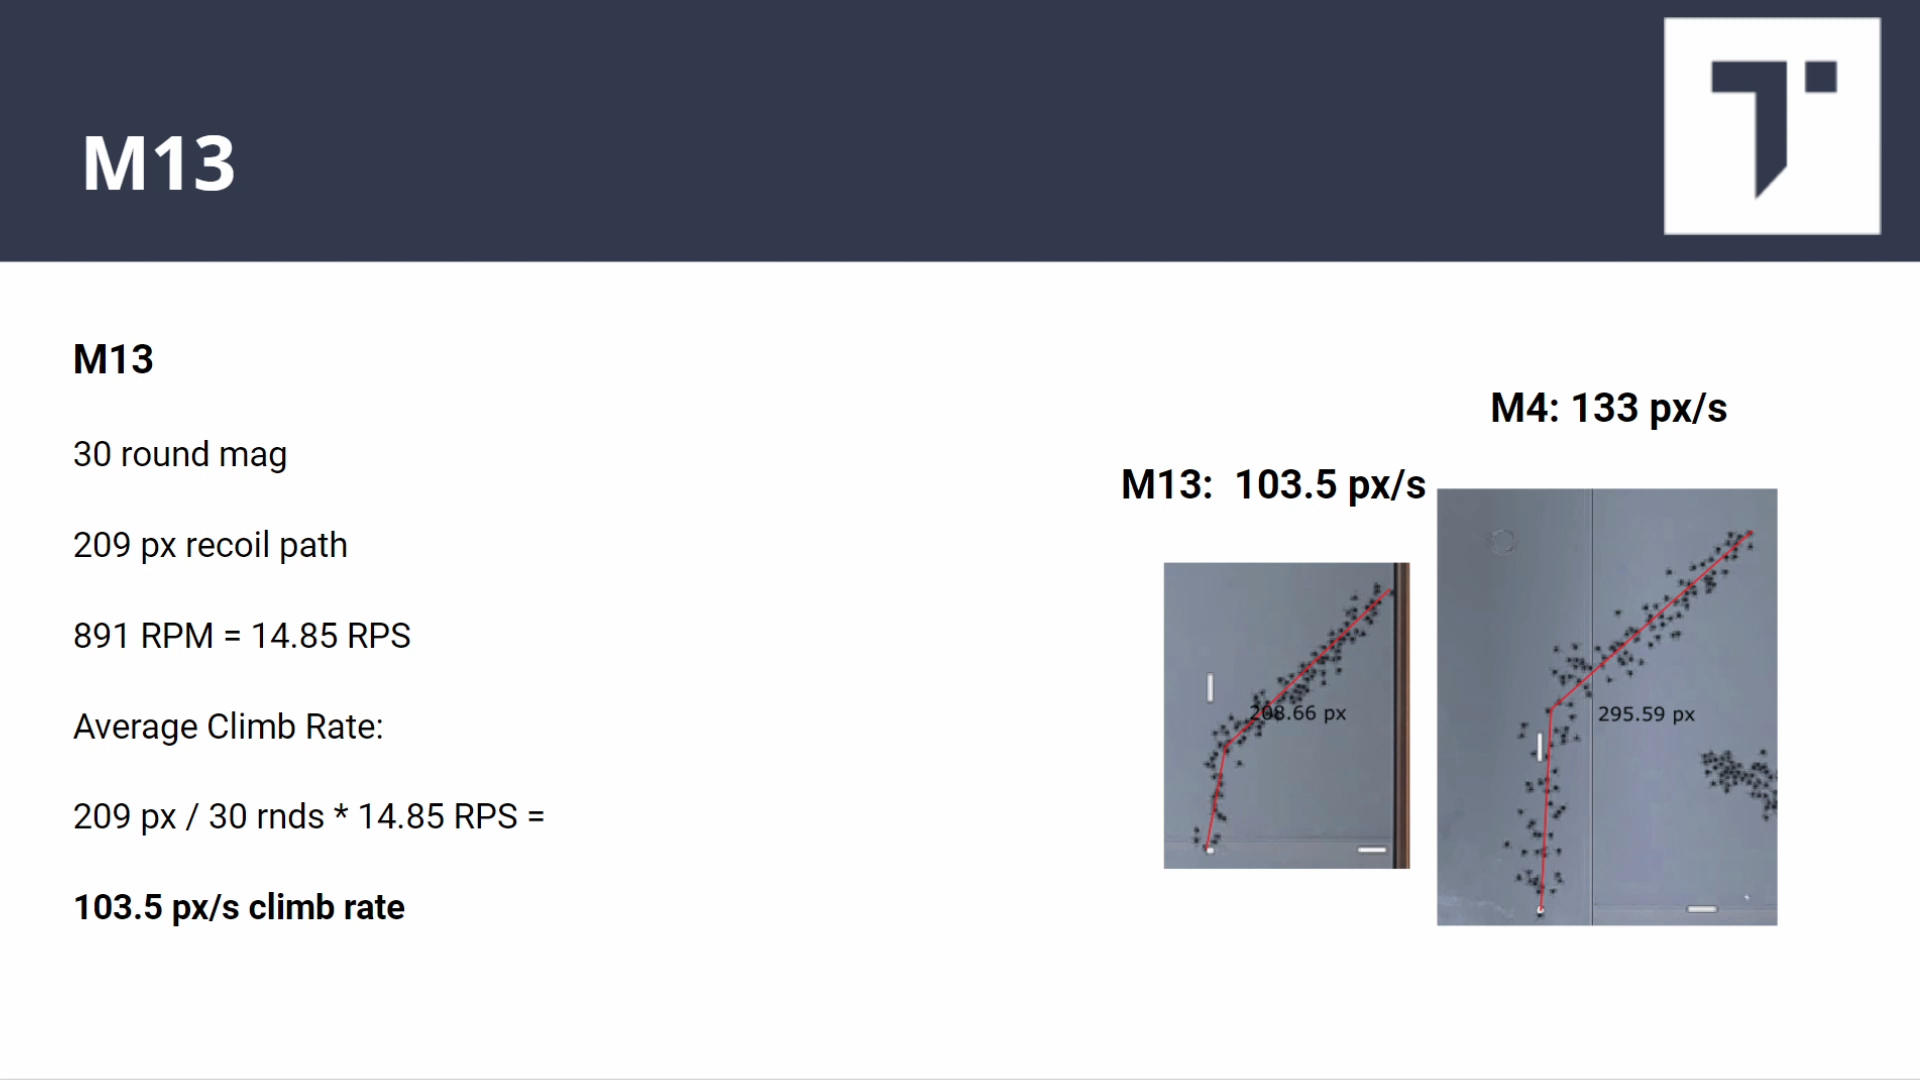 M13
M13
30 round mag
209 px recoil path
891 RPM = 14.85 RPS
Average Climb Rate:
209 px / 30 rnds * 14.85 RPS =
103.5 px/s climb rate
M4: 133 px/s
M13: 103.5 px/s
208.66 px
295.59 px